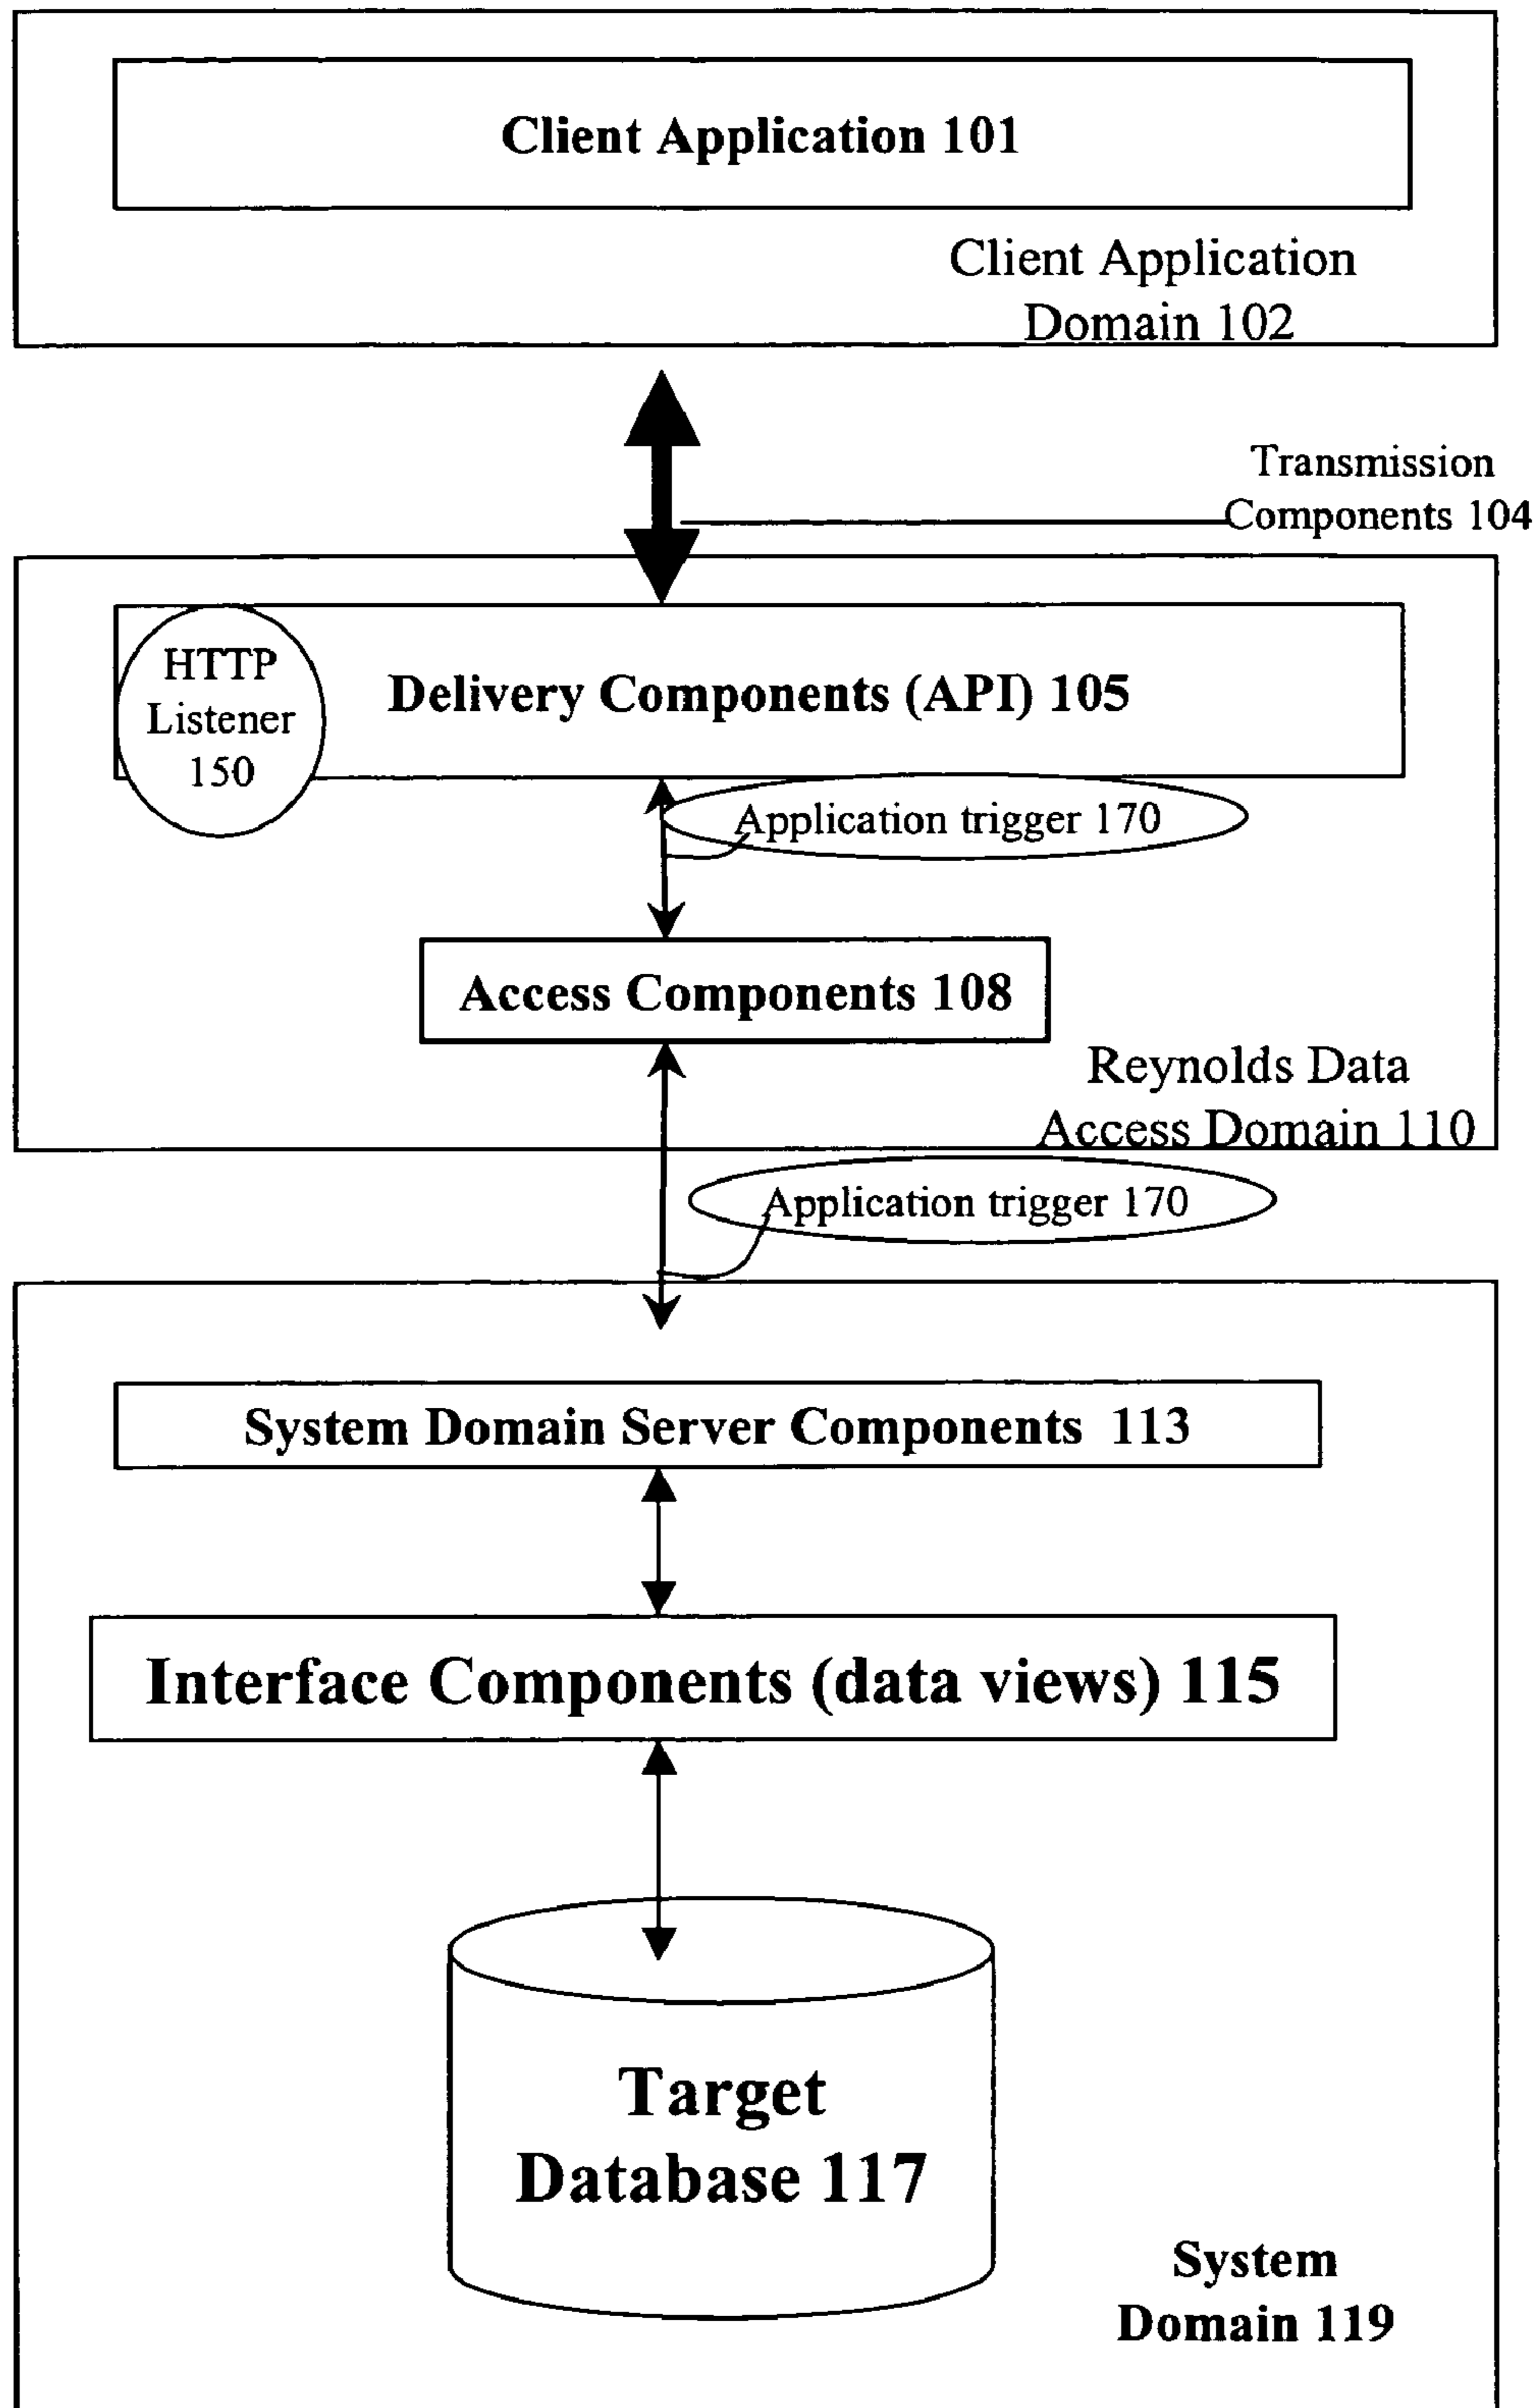 Client Application 101
Client Application
Domain 102
Transmission
Components 104
HTTP
Listener
150
Delivery Components (API) 105
Application trigger 170
Access Components 108
Reynolds Data
Access Domain 110
Application trigger 170
System Domain Server Components 113
Interface Components (data views) 115
Target
Database 117
System
Domain 119